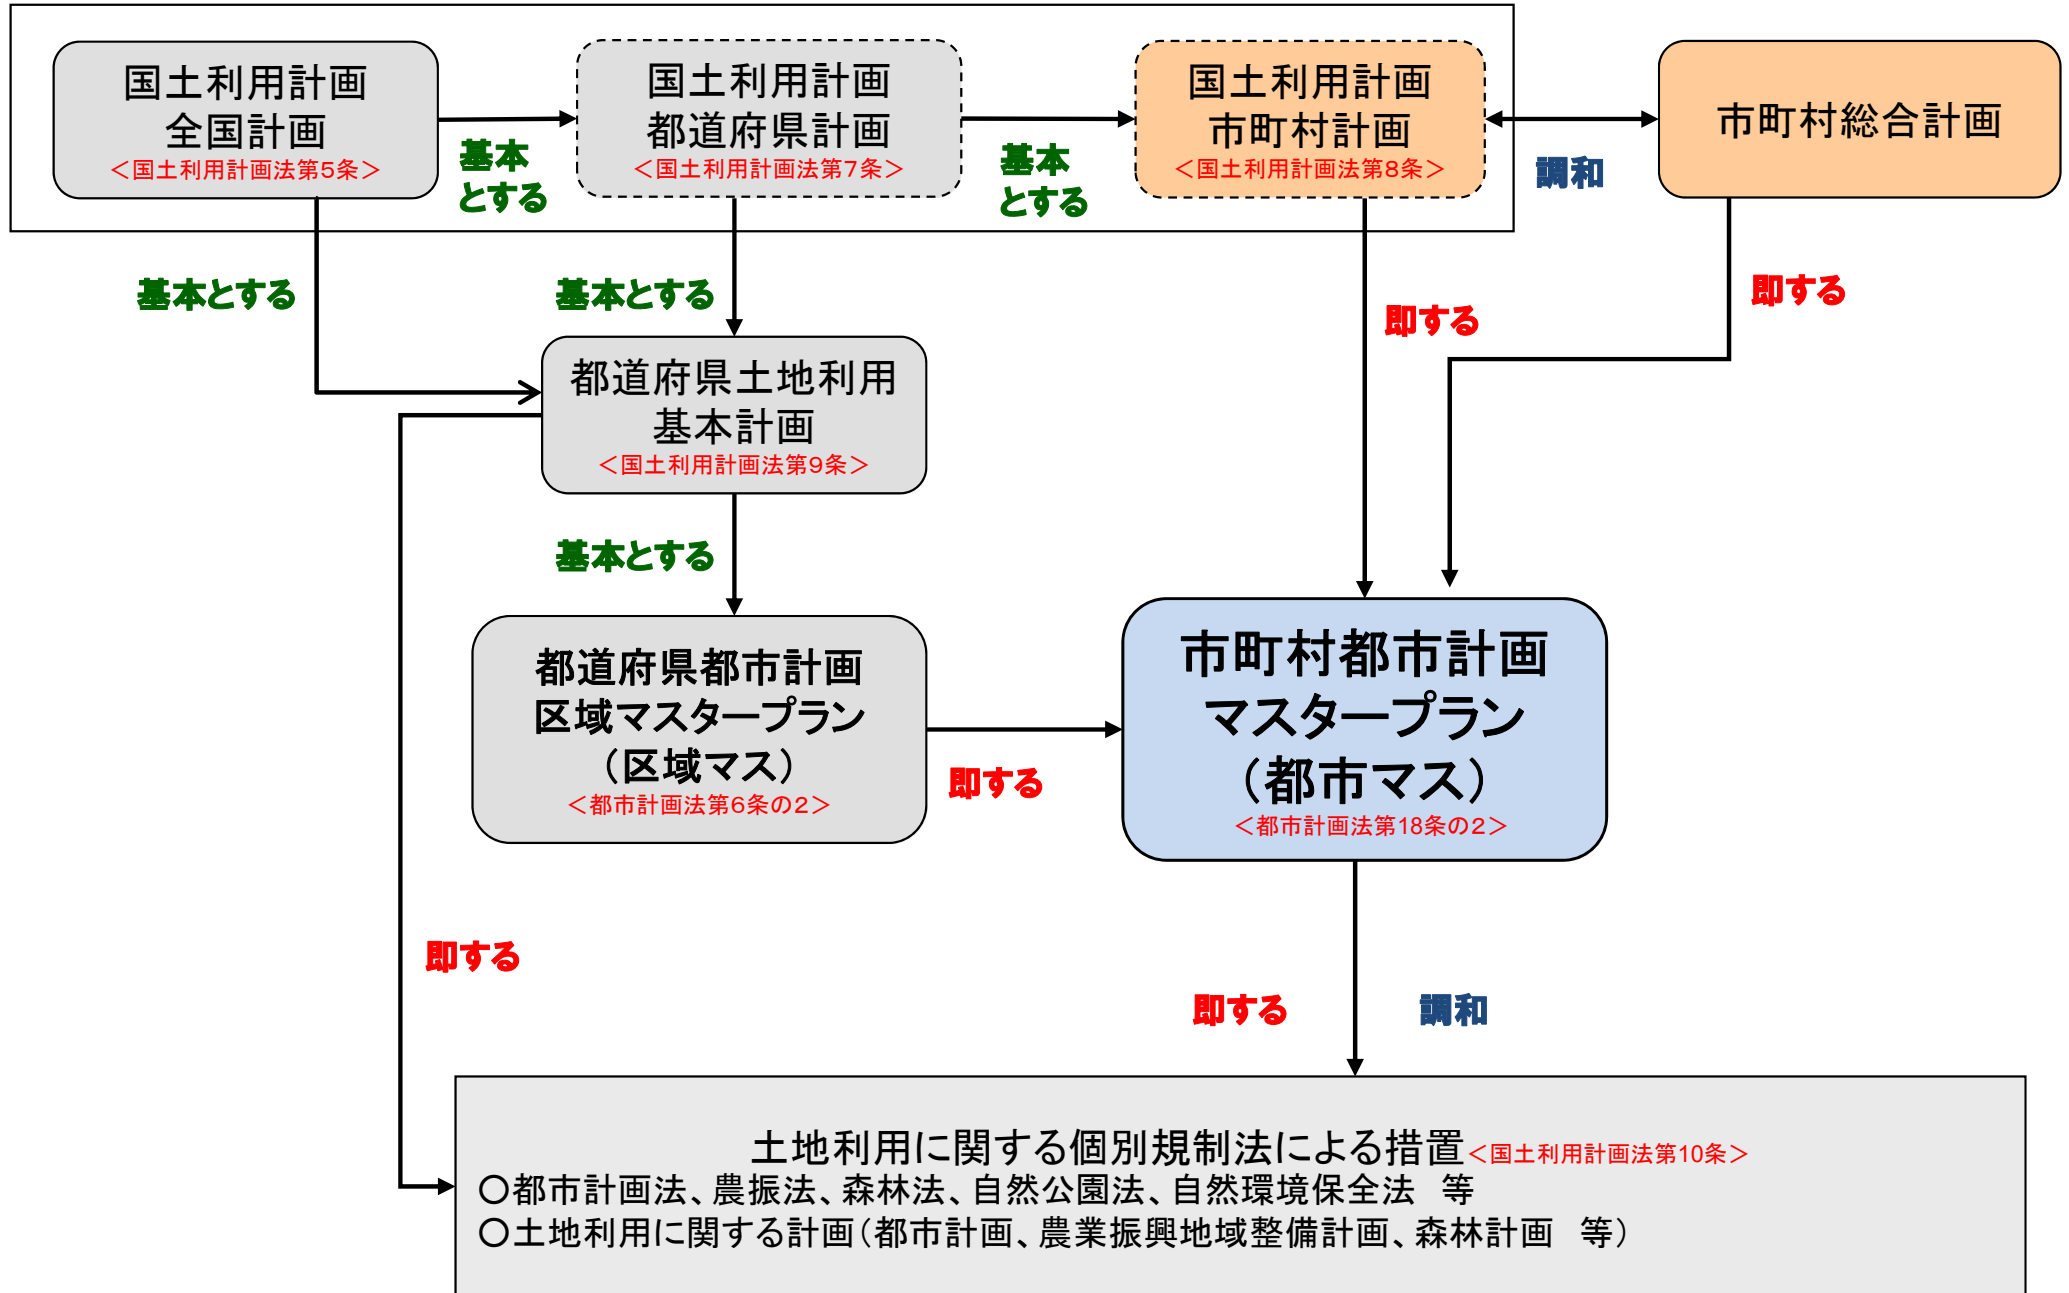 国土利用計画
全国計画
＜国土利用計画法第５条＞
基本
とする
国土利用計画
都道府県計画
＜国土利用計画法第７条＞
基本
とする
国土利用計画
市町村計画
＜国土利用計画法第８条＞
調和
市町村総合計画
基本とする
基本とする
即する
即する
都道府県土地利用
基本計画
＜国土利用計画法第９条＞
基本とする
都道府県都市計画
区域マスタープラン
（区域マス）
＜都市計画法第６条の２＞
即する
市町村都市計画
マスタープラン
（都市マス）
＜都市計画法第18条の２＞
即する
即する
調和
土地利用に関する個別規制法による措置＜国土利用計画法第10条＞
〇都市計画法、農振法、森林法、自然公園法、自然環境保全法　等
〇土地利用に関する計画（都市計画、農業振興地域整備計画、森林計画　等）